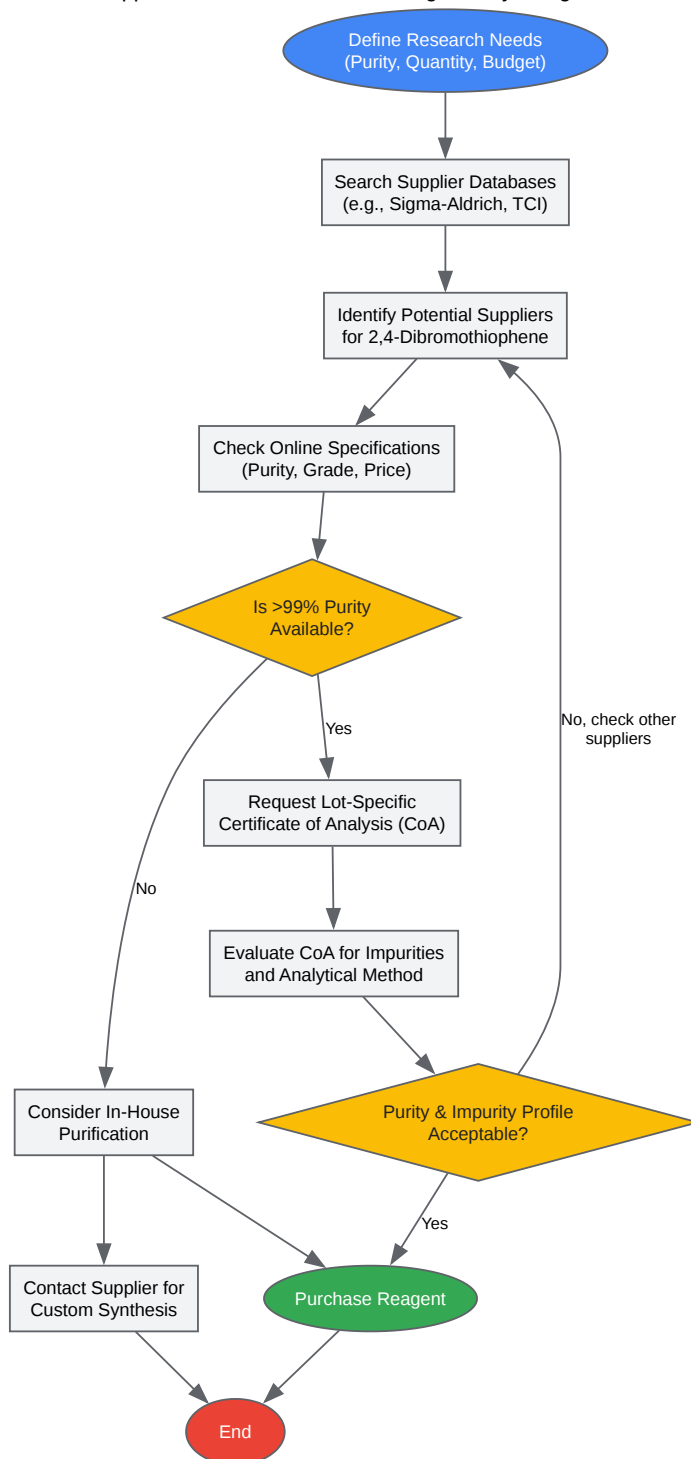 Define Research Needs
(Purity, Quantity, Budget)
Search Supplier Databases
(e.g., Sigma-Aldrich, TCI)
Identify Potential Suppliers
for 2,4-Dibromothiophene
Check Online Specifications
(Purity, Grade, Price)
Is >99% Purity
Available?
No, check other
suppliers
Yes
Request Lot-Specific
Certificate of Analysis (CoA)
No
Evaluate CoA for Impurities
and Analytical Method
Consider In-House
Purification
Purity & Impurity Profile
Acceptable?
Yes
Contact Supplier for
Custom Synthesis
Purchase Reagent
End